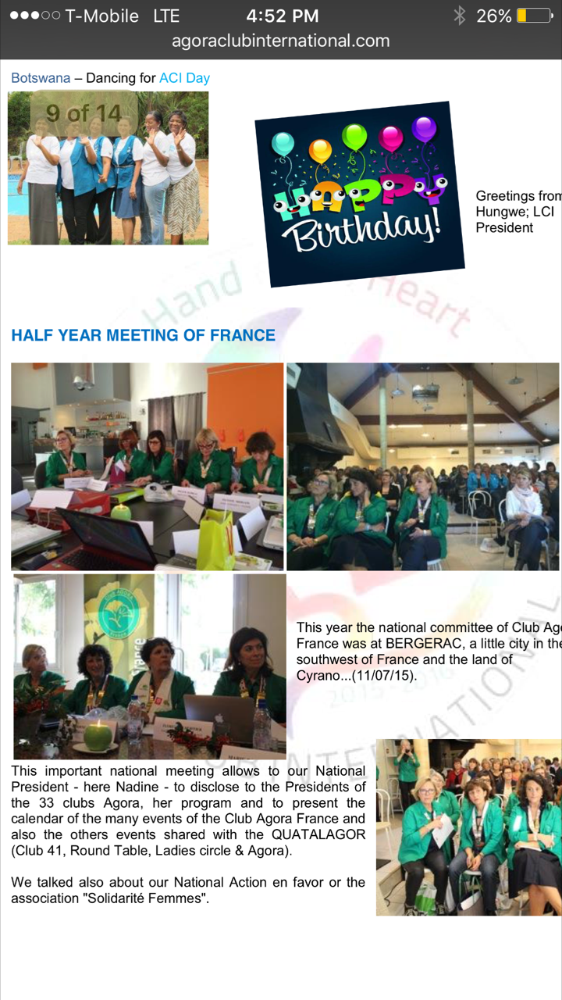 T-Mobile LTE 4:52 PM 26%
agoraclubinternational.com
Botswana – Dancing for ACI Day
9 of 14
HAPPY
Birthday!
Greetings from
Hungwe; LCI
President
Hand Heart
HALF YEAR MEETING OF FRANCE
France
This year the national committee of Club Ag
France was at BERGERAC, a little city in the
southwest of France and the land of
Cyrano...(11/07/15).
2015-2016
INTERNATIONAL
This important national meeting allows to our National
President - here Nadine - to disclose to the Presidents of
the 33 clubs Agora, her program and to present the
calendar of the many events of the Club Agora France and
also the others events shared with the QUATALAGOR
(Club 41, Round Table, Ladies circle & Agora).
We talked also about our National Action en favor or the
association "Solidarité Femmes".